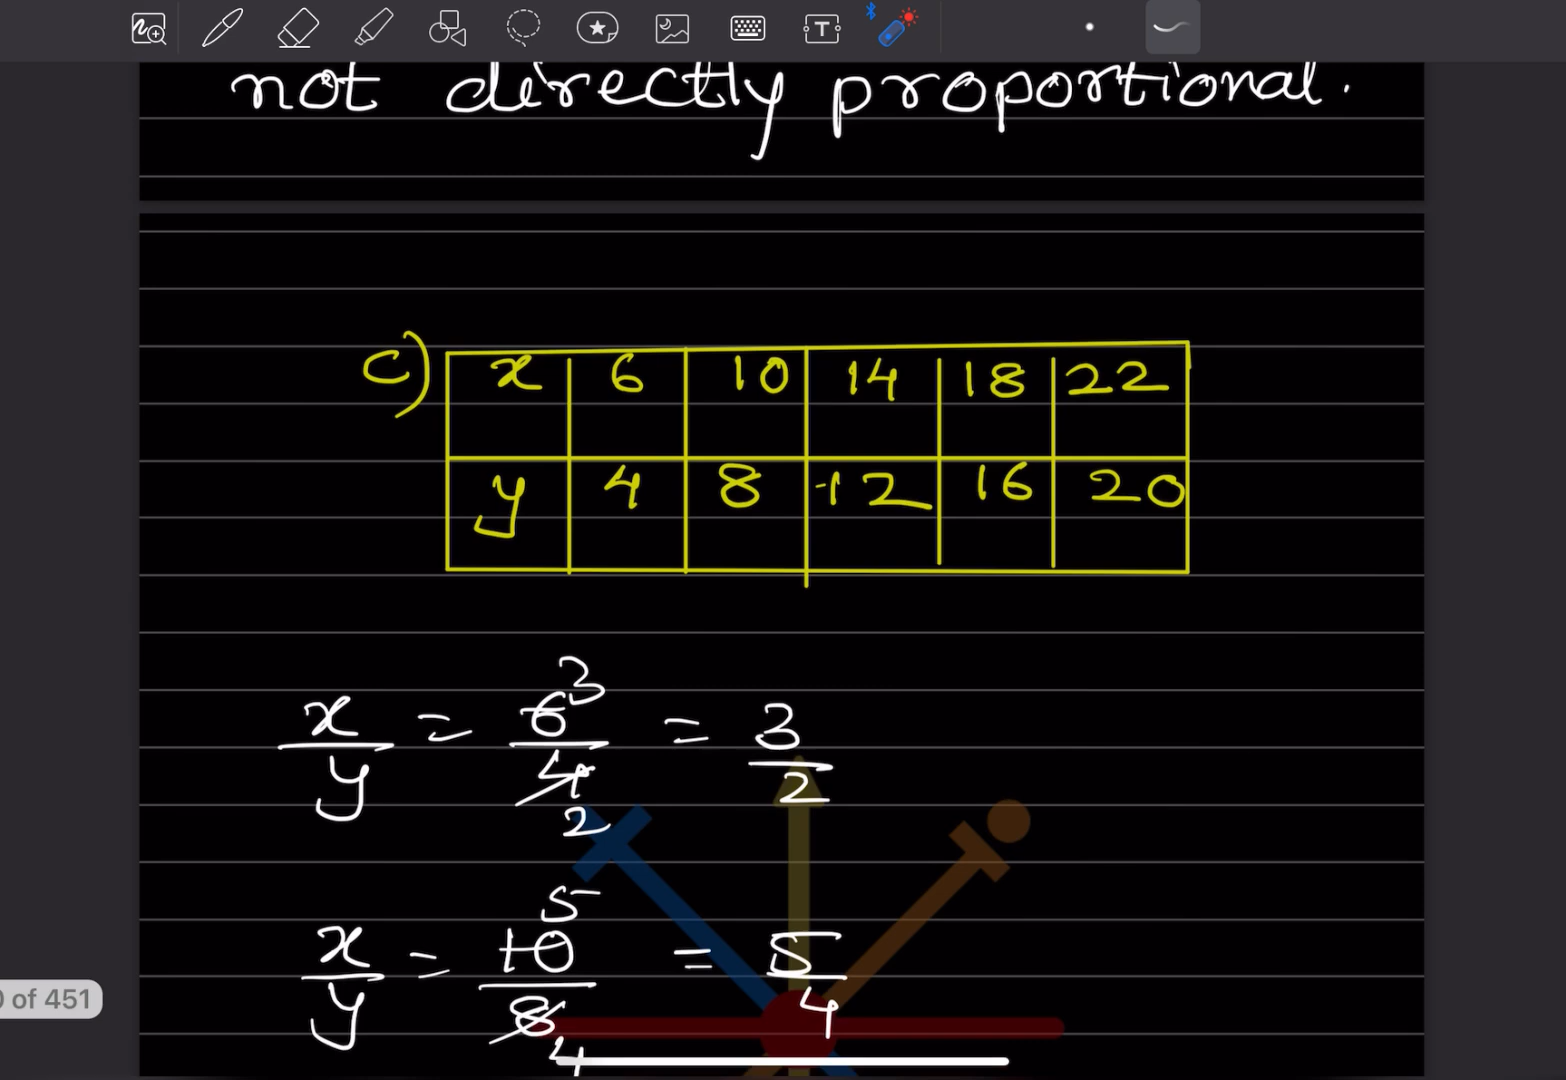 not directly proportional.
c) x 6 10 14 18 22
y 4 8 12 16 20
x/y = 6/4 3 2 = 3/2
x/y = 10/8 5 4 = 5/4
of 451